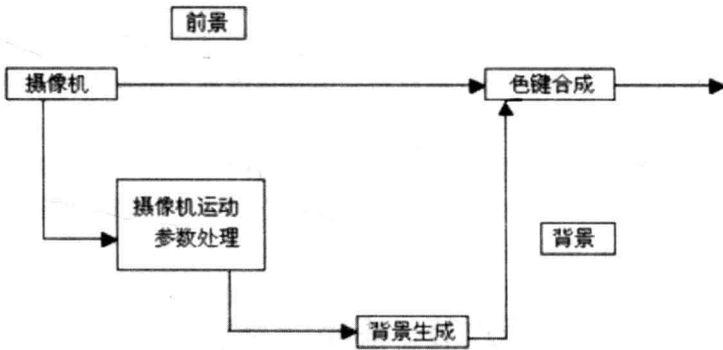 前景
摄像机
色键合成
摄像机运动
参数处理
背景
背景生成